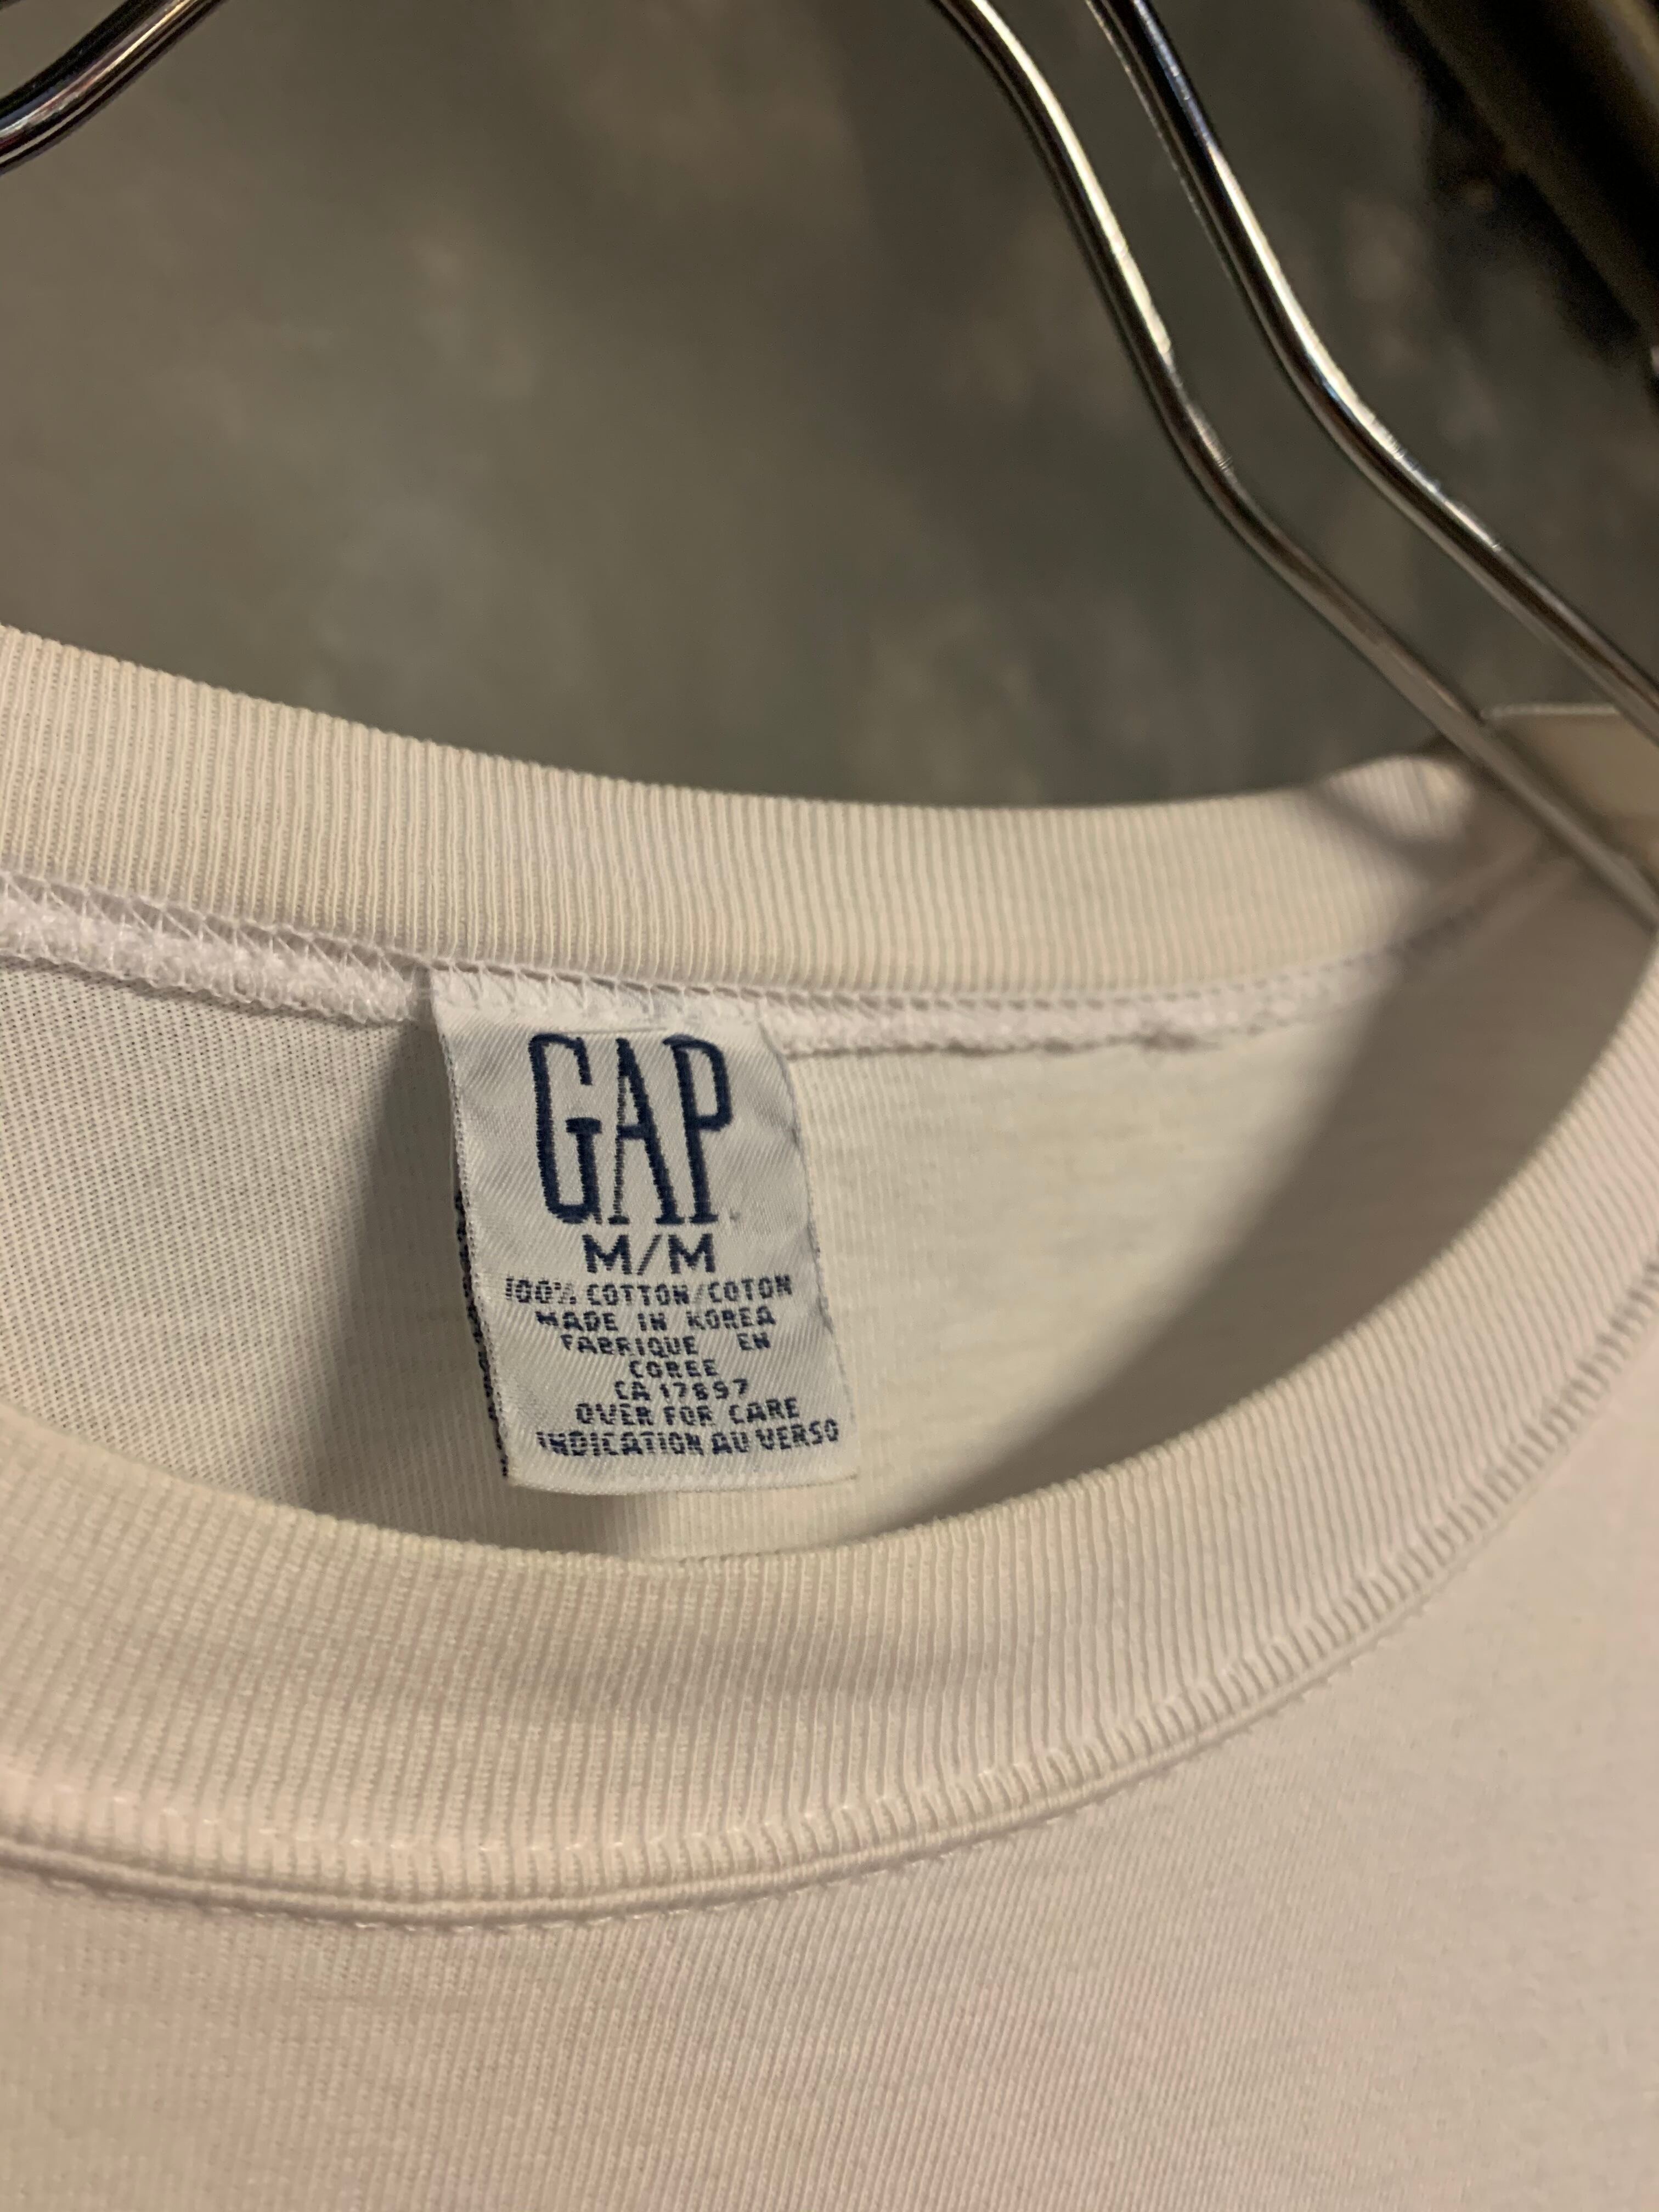 GAP
M/M
100% COTTON/COTON
MADE IN KOREA
FABRIQUE EN
COREE
CA 17897
OVER FOR CARE
INDICATION AU VERSO